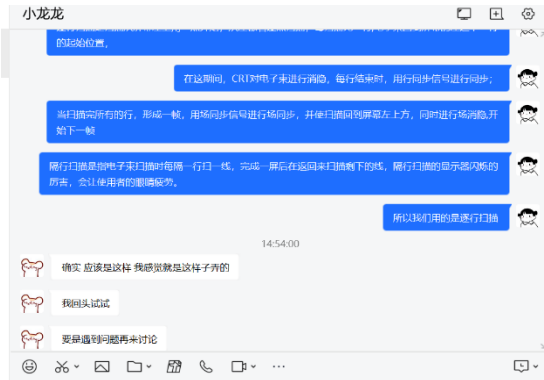 小龙龙
的起始位置,
在这期间, CRT对电子束进行消隐, 每行结束时, 用行同步信号进行同步;
当扫描完所有的行, 形成一帧, 用场同步信号进行场同步, 并使扫描回到屏幕左上方, 同时进行场消隐,开
始下一帧
隔行扫描是指电子束扫描时每隔一行扫一线, 完成一屏后在返回来扫描剩下的线, 隔行扫描的显示器闪烁的
厉害, 会让使用者的眼睛疲劳。
所以我们用的是逐行扫描
14:54:00
确实 应该是这样 我感觉就是这样子弄的
我回头试试
要是遇到问题再来讨论